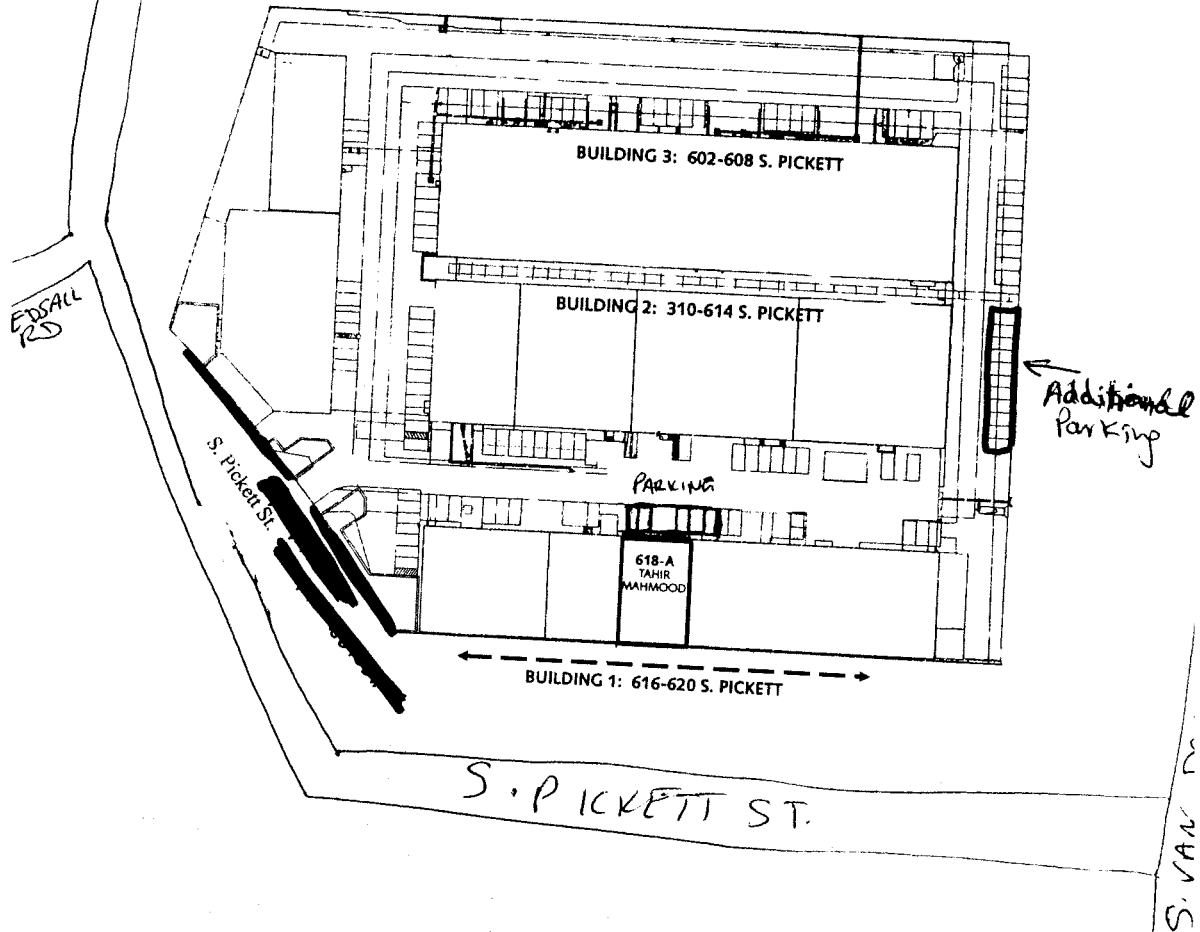 BUILDING 3: 602-608 S. PICKETT
BUILDING 2: 310-614 S. PICKETT
EDSALL
RD
Additional
Parking
S. Pickett St.
PARKING
618-A
TAHIR
MAHMOOD
BUILDING 1: 616-620 S. PICKETT
S. PICKETT ST.
S. VAN